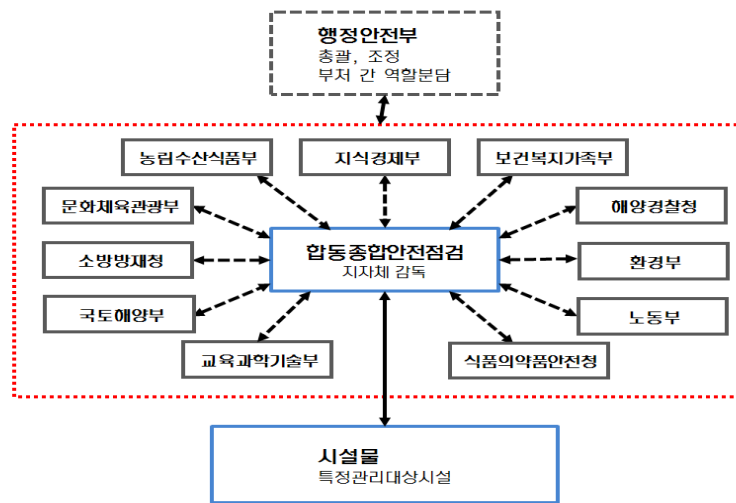 행정안전부
총괄, 조정
부처 간 역할분담
농림수산식품부
지식경제부
보건복지가족부
문화체육관광부
해양경찰청
합동종합안전점검
지자체 감독
소방방재청
환경부
국토해양부
노동부
교육과학기술부
식품의약품안전청
시설물
특정관리대상시설